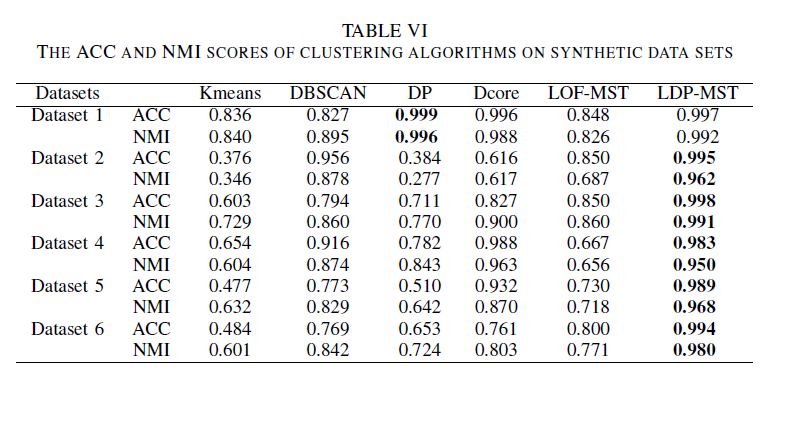 TABLE VI
THE ACC AND NMI SCORES OF CLUSTERING ALGORITHMS ON SYNTHETIC DATA SETS
Datasets Kmeans DBSCAN DP Dcore LOF-MST LDP-MST
Dataset 1 ACC 0.836 0.827 0.999 0.996 0.848 0.997
NMI 0.840 0.895 0.996 0.988 0.826 0.992
Dataset 2 ACC 0.376 0.956 0.384 0.616 0.850 0.995
NMI 0.346 0.878 0.277 0.617 0.687 0.962
Dataset 3 ACC 0.603 0.794 0.711 0.827 0.850 0.998
NMI 0.729 0.860 0.770 0.900 0.860 0.991
Dataset 4 ACC 0.654 0.916 0.782 0.988 0.667 0.983
NMI 0.604 0.874 0.843 0.963 0.656 0.950
Dataset 5 ACC 0.477 0.773 0.510 0.932 0.730 0.989
NMI 0.632 0.829 0.642 0.870 0.718 0.968
Dataset 6 ACC 0.484 0.769 0.653 0.761 0.800 0.994
NMI 0.601 0.842 0.724 0.803 0.771 0.980